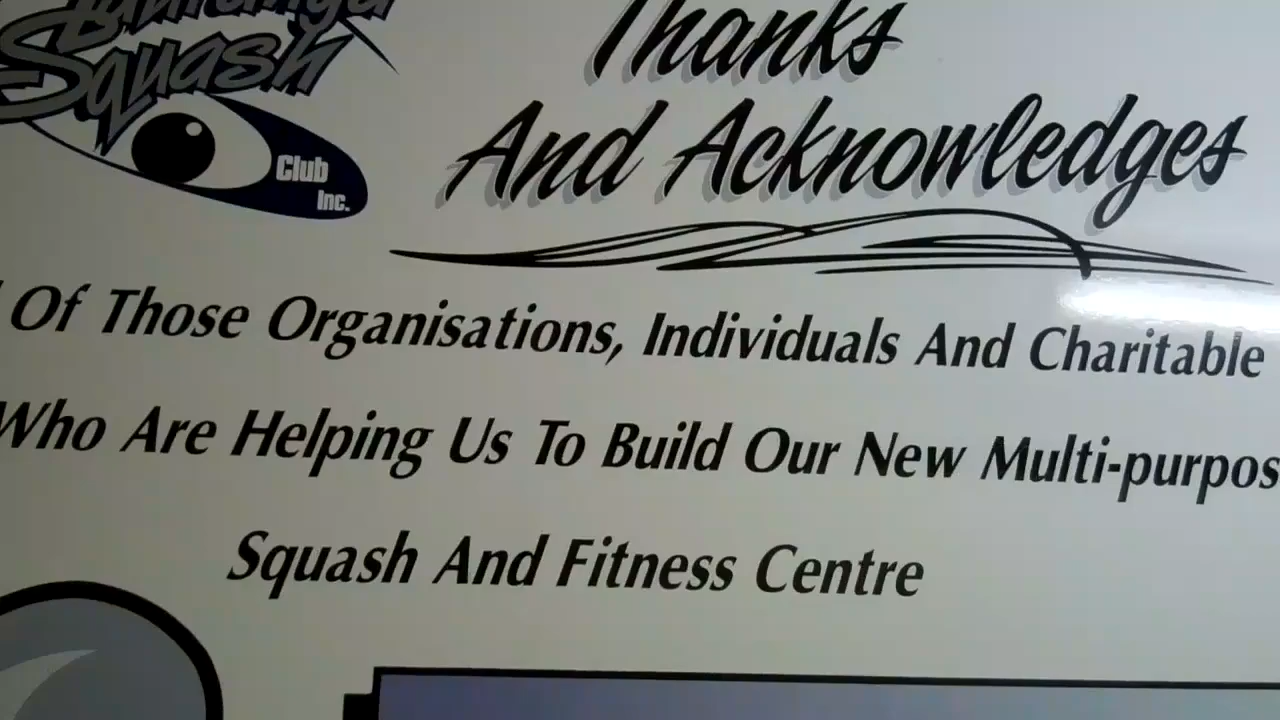 Squash
Club
Inc.
Thanks
And Acknowledges
Of Those Organisations, Individuals And Charitable
Who Are Helping Us To Build Our New Multi-purpos
Squash And Fitness Centre